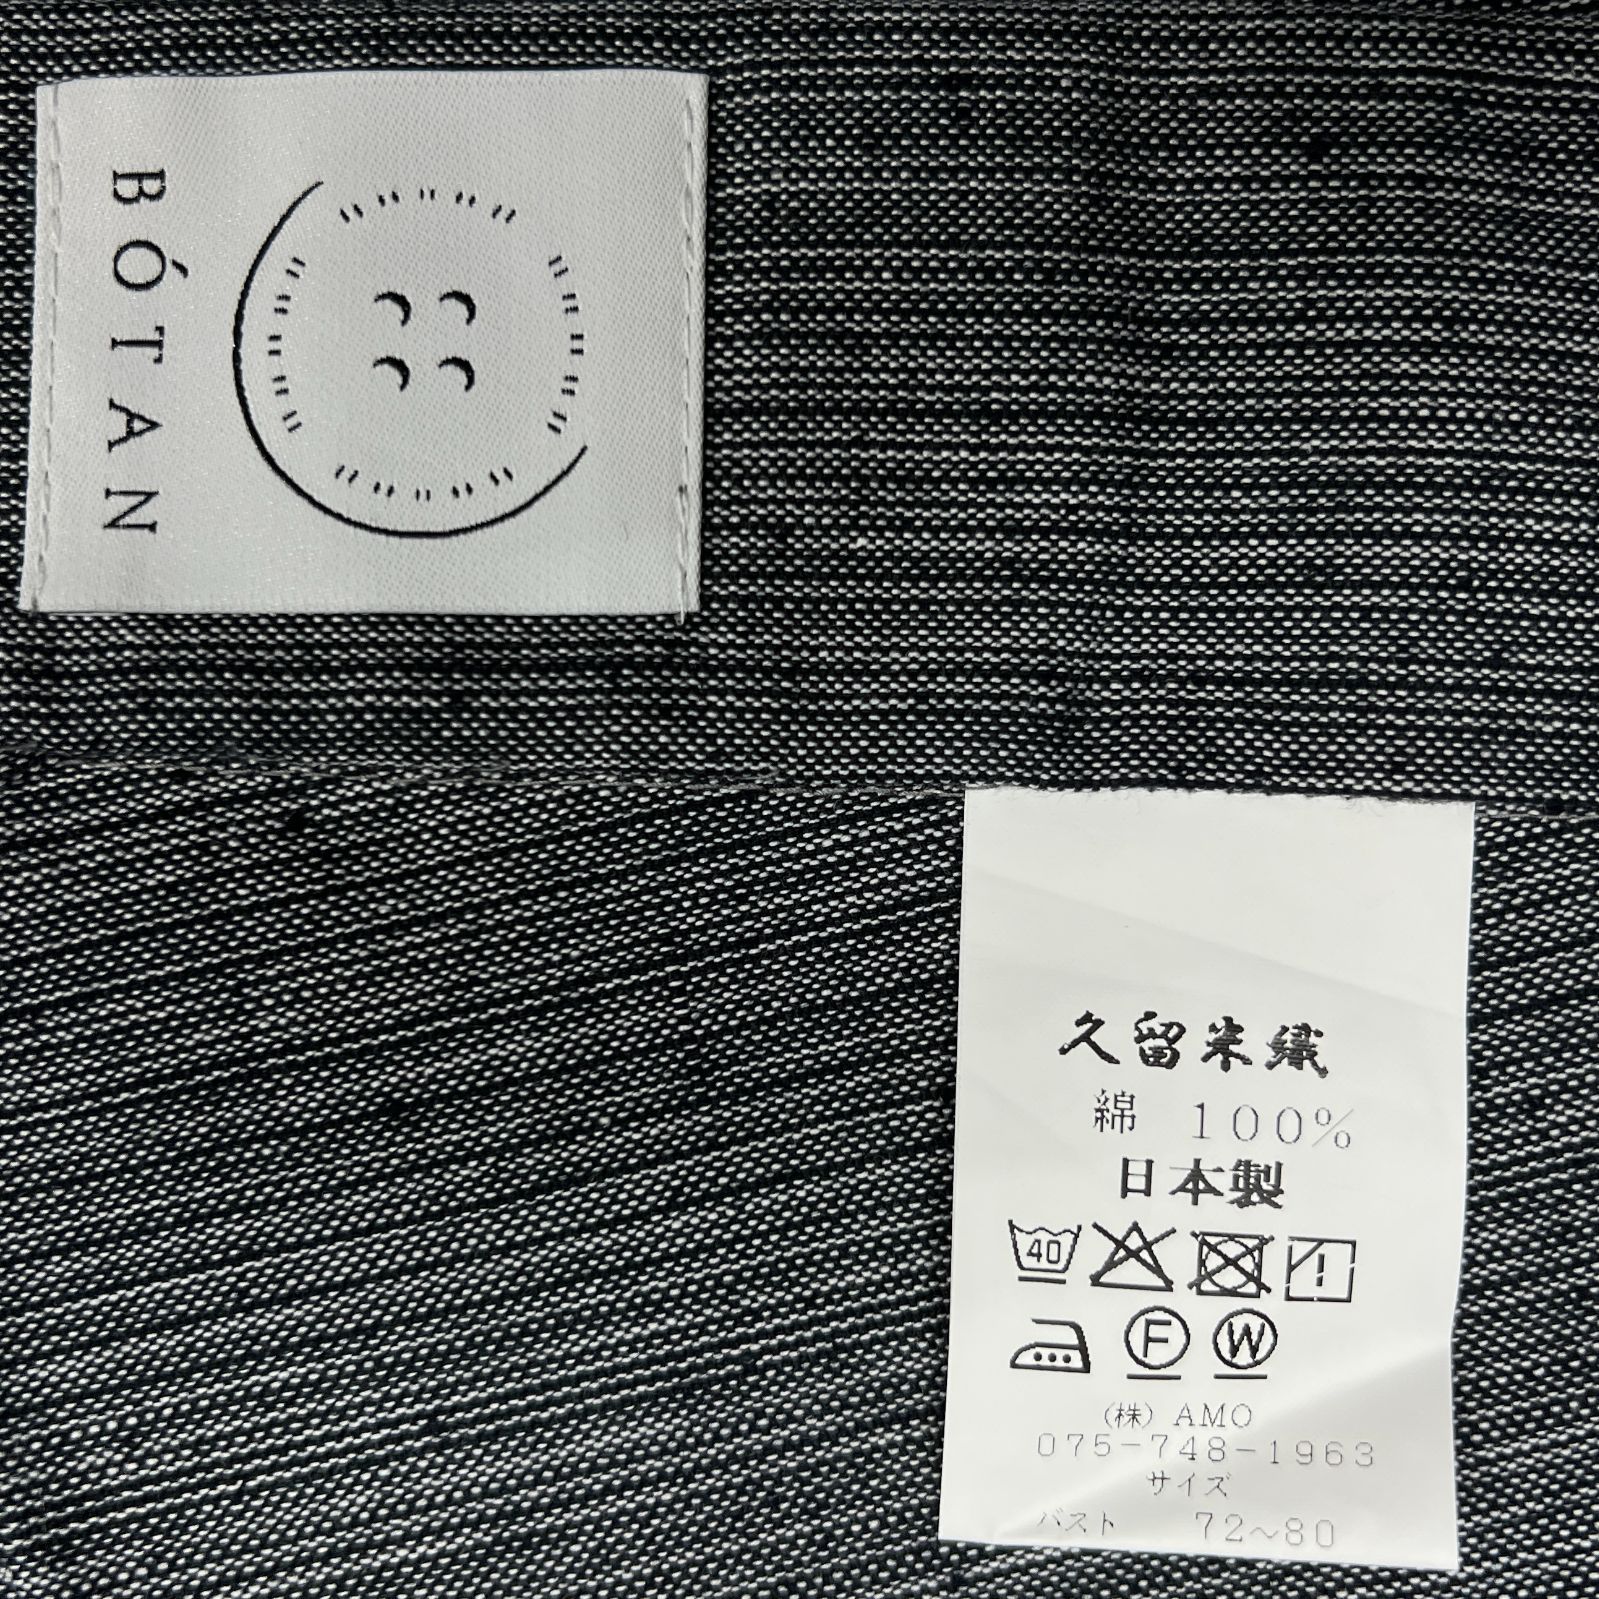 BÓTAN
久留米織
綿 100%
日本製
40
F W
(株) AMO
075-748-1963
サイズ
バスト 72~80